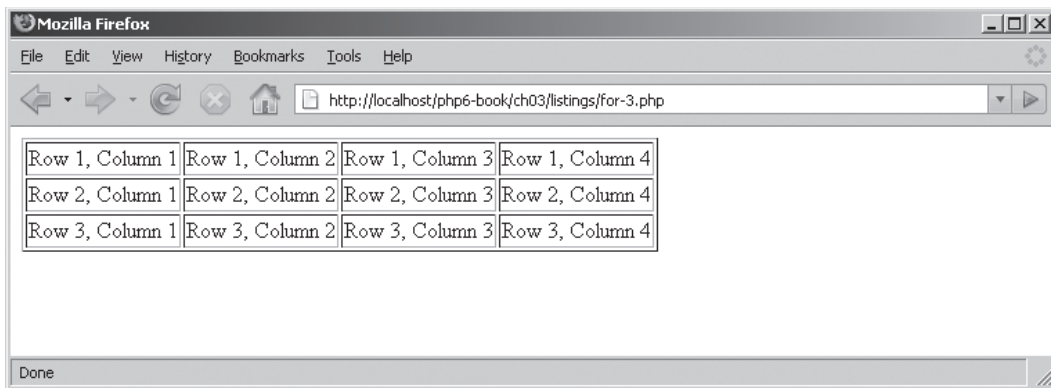 Mozilla Firefox
File Edit View History Bookmarks Tools Help
http://localhost/php6-book/ch03/listings/for-3.php
Row 1, Column 1 Row 1, Column 2 Row 1, Column 3 Row 1, Column 4
Row 2, Column 1 Row 2, Column 2 Row 2, Column 3 Row 2, Column 4
Row 3, Column 1 Row 3, Column 2 Row 3, Column 3 Row 3, Column 4
Done